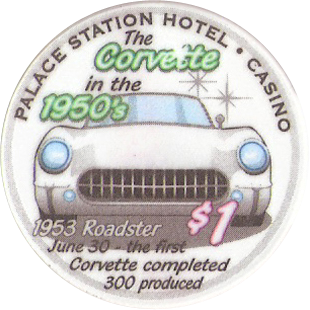 PALACE STATION HOTEL • CASINO
The
Corvette
in the
1950's
1953 Roadster
$1
June 30 - the first
Corvette completed
300 produced